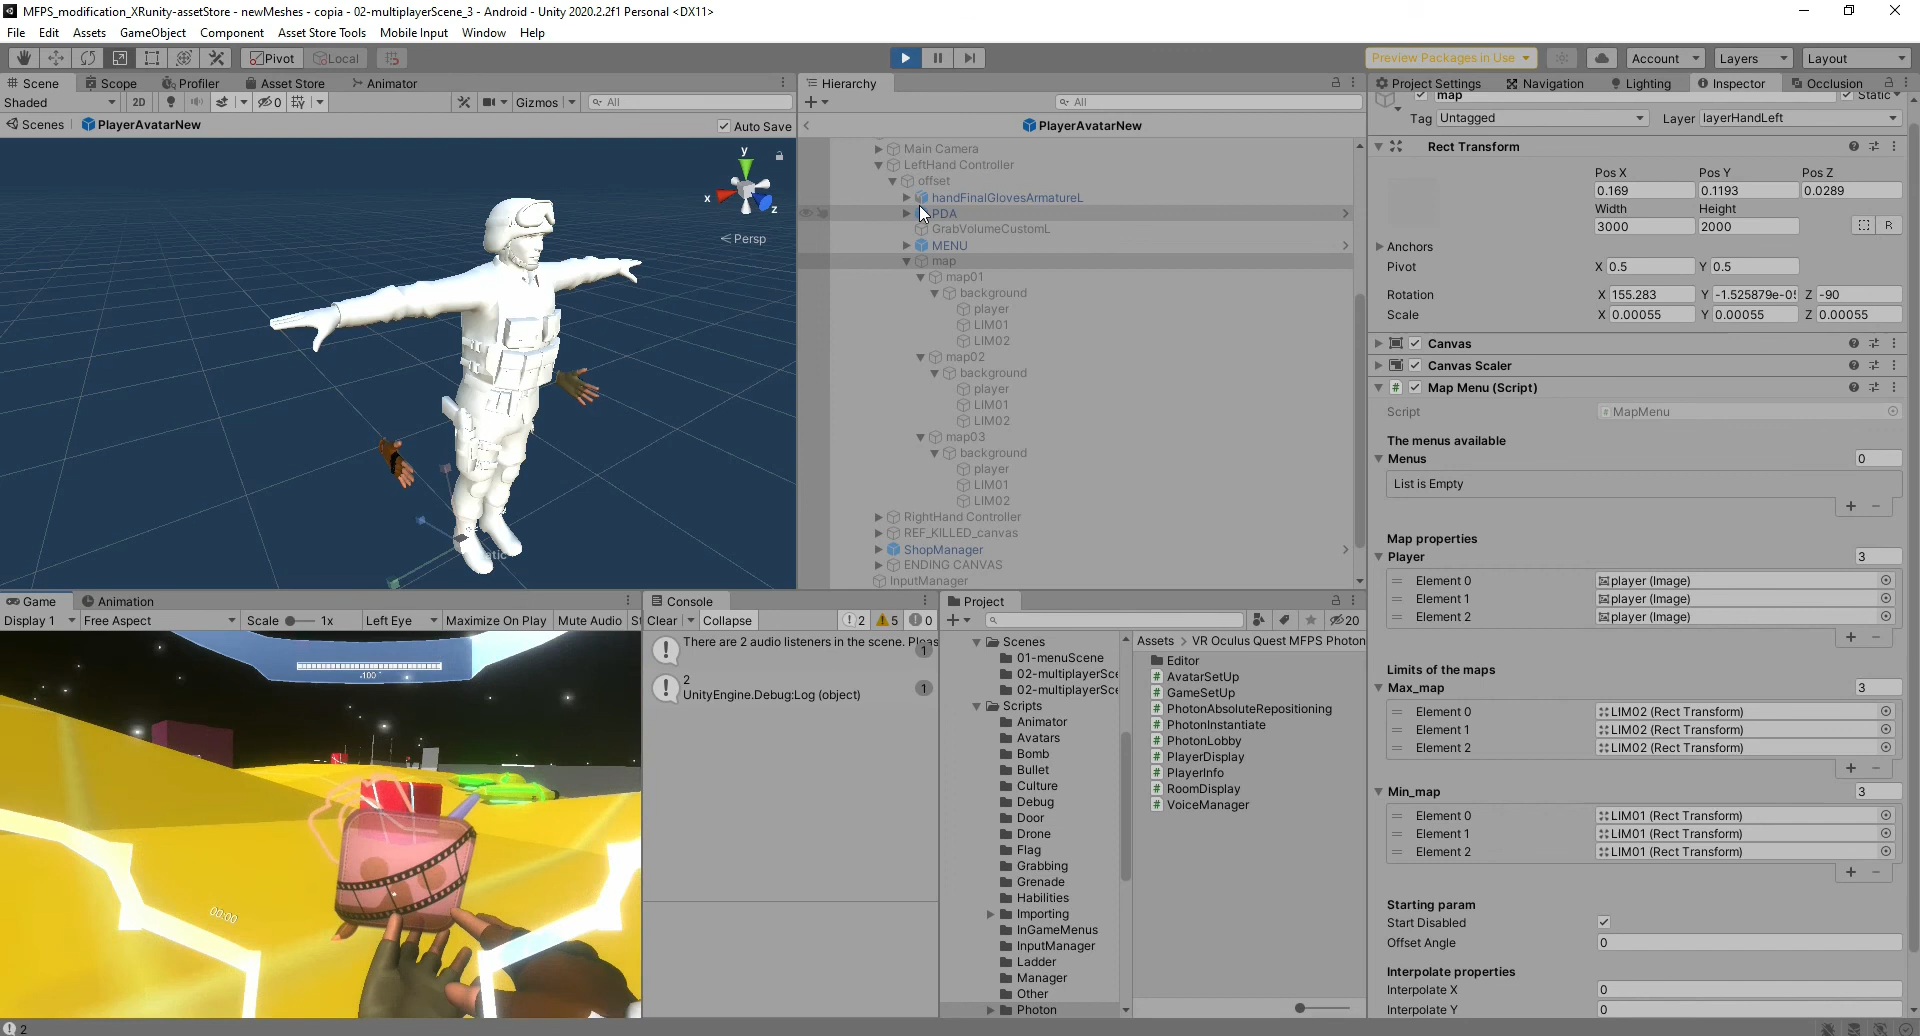 MFPS_modification_XRunity-assetStore - newMeshes - copia - 02-multiplayerScene_3 - Android - Unity 2020.2.2f1 Personal <DX11>
File Edit Assets GameObject Component Asset Store Tools Mobile Input Window Help
Pivot Local Preview Packages in Use Account Layers Layout
Scene Scope Profiler Asset Store Animator
Shaded 2D 0 Gizmos All
Scenes PlayerAvatarNew Auto Save
y
x
z
Persp
Hierarchy
All
PlayerAvatarNew
Main Camera
LeftHand Controller
offset
handFinalGlovesArmatureL
PDA
GrabVolumeCustomL
MENU
map
map01
background
player
LIM01
LIM02
map02
background
player
LIM01
LIM02
map03
background
player
LIM01
LIM02
RightHand Controller
REF_KILLED_canvas
ShopManager
ENDING CANVAS
InputManager
Game Animation
Display 1 Free Aspect Scale 1x Left Eye Maximize On Play Mute Audio St
100
00:00
Console
Clear Collapse 2 5 0
There are 2 audio listeners in the scene. Pleas 1
2
UnityEngine.Debug:Log (object) 1
Project
20
Scenes
01-menuScene
02-multiplayerSce
02-multiplayerSce
Scripts
Animator
Avatars
Bomb
Bullet
Culture
Debug
Door
Drone
Flag
Grabbing
Grenade
Habilities
Importing
InGameMenus
InputManager
Ladder
Manager
Other
Photon
Assets > VR Oculus Quest MFPS Photon
Editor
AvatarSetUp
GameSetUp
PhotonAbsoluteRepositioning
PhotonInstantiate
PhotonLobby
PlayerDisplay
PlayerInfo
RoomDisplay
VoiceManager
Project Settings Navigation Lighting Inspector Occlusion
map Static
Tag Untagged Layer layerHandLeft
Rect Transform
Pos X Pos Y Pos Z
0.169 0.1193 0.0289
Width Height
3000 2000 R
Anchors
Pivot X 0.5 Y 0.5
Rotation X 155.283 Y -1.525879e-05 Z -90
Scale X 0.00055 Y 0.00055 Z 0.00055
Canvas
Canvas Scaler
Map Menu (Script)
Script MapMenu
The menus available
Menus 0
List is Empty
Map properties
Player 3
Element 0 player (Image)
Element 1 player (Image)
Element 2 player (Image)
Limits of the maps
Max_map 3
Element 0 LIM02 (Rect Transform)
Element 1 LIM02 (Rect Transform)
Element 2 LIM02 (Rect Transform)
Min_map 3
Element 0 LIM01 (Rect Transform)
Element 1 LIM01 (Rect Transform)
Element 2 LIM01 (Rect Transform)
Starting param
Start Disabled
Offset Angle 0
Interpolate properties
Interpolate X 0
Interpolate Y 0
2